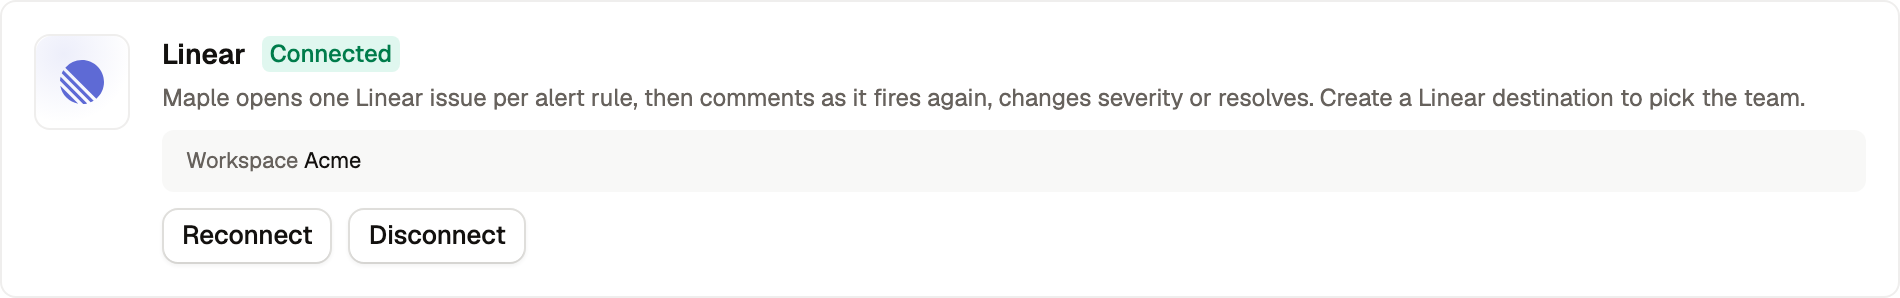 Linear Connected
Maple opens one Linear issue per alert rule, then comments as it fires again, changes severity or resolves. Create a Linear destination to pick the team.
Workspace Acme
Reconnect Disconnect